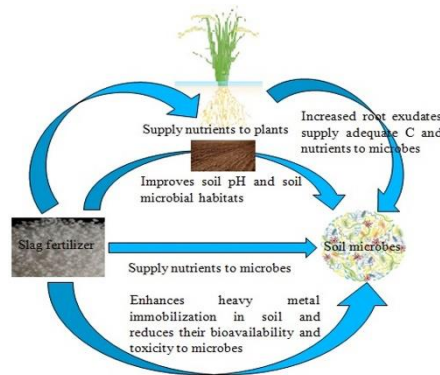 Increased root exudates
supply adequate C and
nutrients to microbes
Supply nutrients to plants
Improves soil pH and soil
microbial habitats
Slag fertilizer
Soil microbes
Supply nutrients to microbes
Enhances heavy metal
immobilization in soil and
reduces their bioavailability and
toxicity to microbes